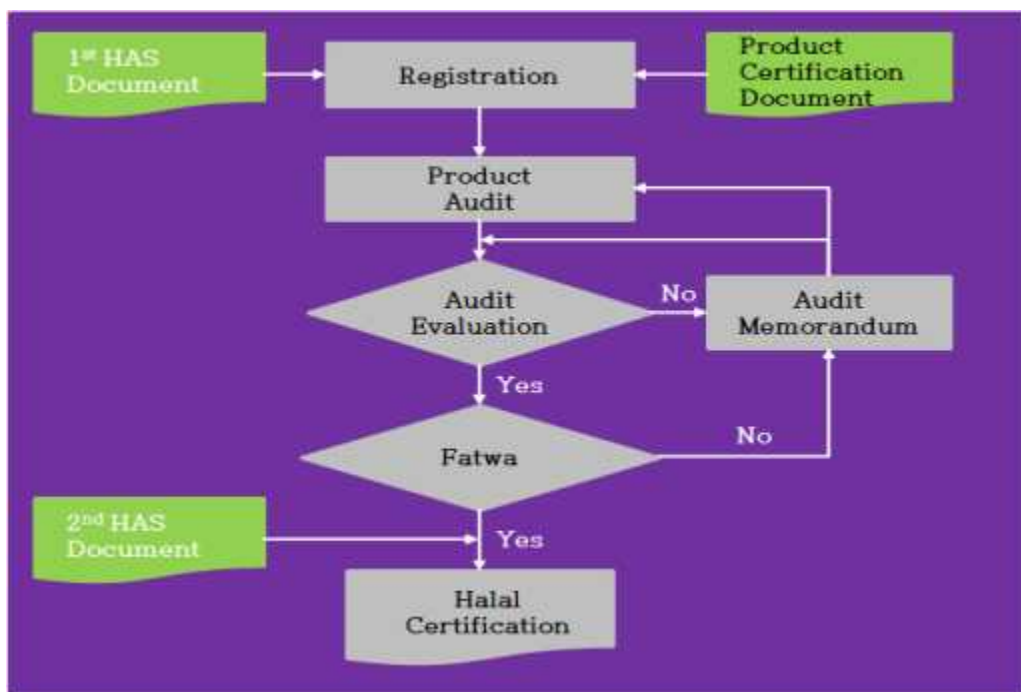 1st HAS
Document
Registration
Product
Certification
Document
Product
Audit
Audit
Evaluation
No
Audit
Memorandum
Yes
Fatwa
No
2nd HAS
Document
Yes
Halal
Certification